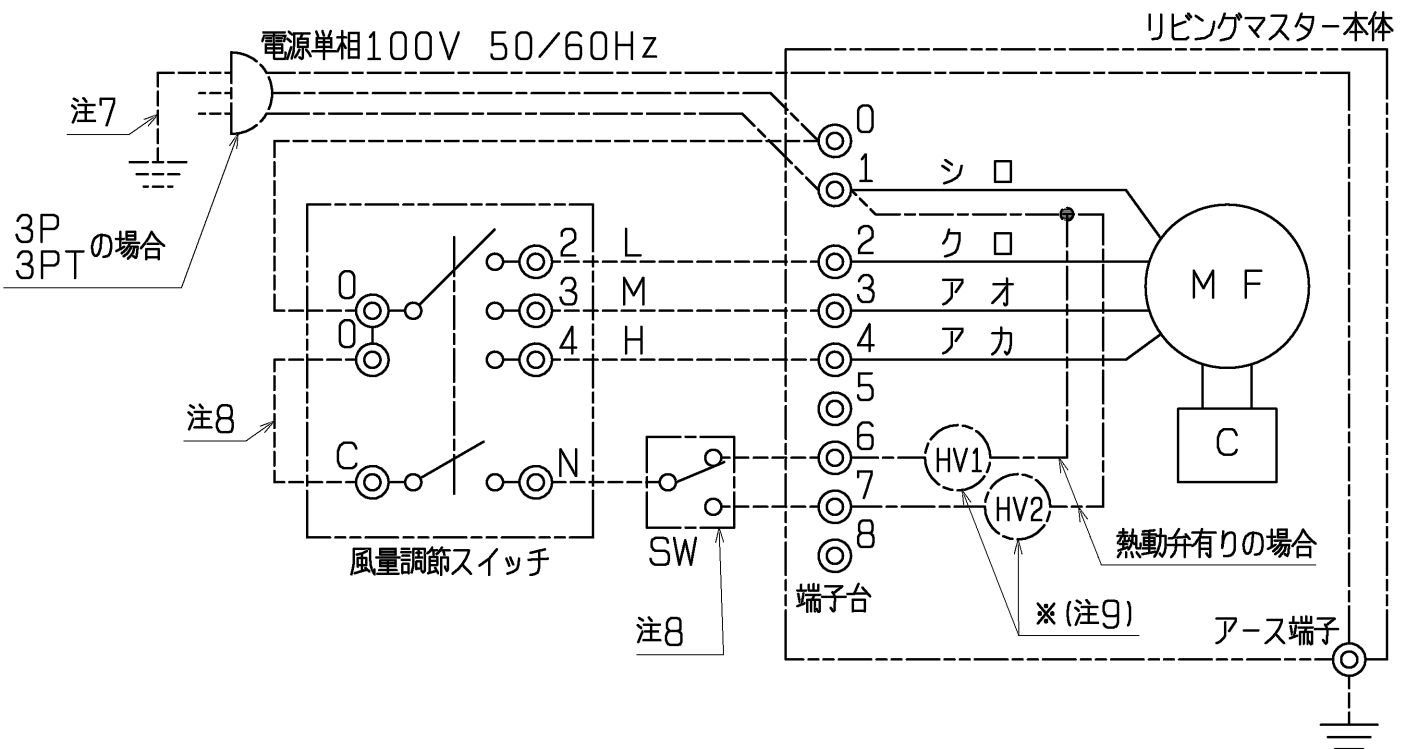 リビングマスター本体
電源単相100V 50/60Hz
注7
3P
3PT
の場合
0
1
シロ
2 L
2
クロ
3 M
3
アオ
4 H
4
アカ
0
0
MF
C
5
注8
C
N
6
HV1
7
HV2
8
SW
風量調節スイッチ
熱動弁有りの場合
端子台
※(注9)
注8
アース端子